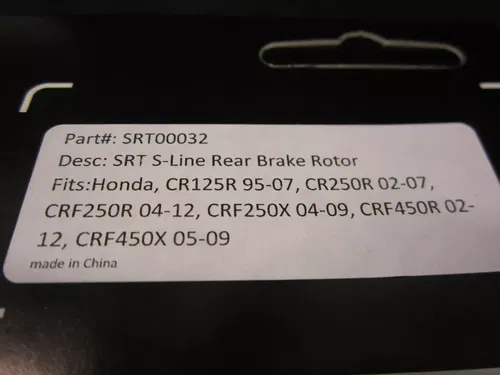 Part#: SRT00032
Desc: SRT S-Line Rear Brake Rotor
Fits:Honda, CR125R 95-07, CR250R 02-07,
CRF250R 04-12, CRF250X 04-09, CRF450R 02-
12, CRF450X 05-09
made in China